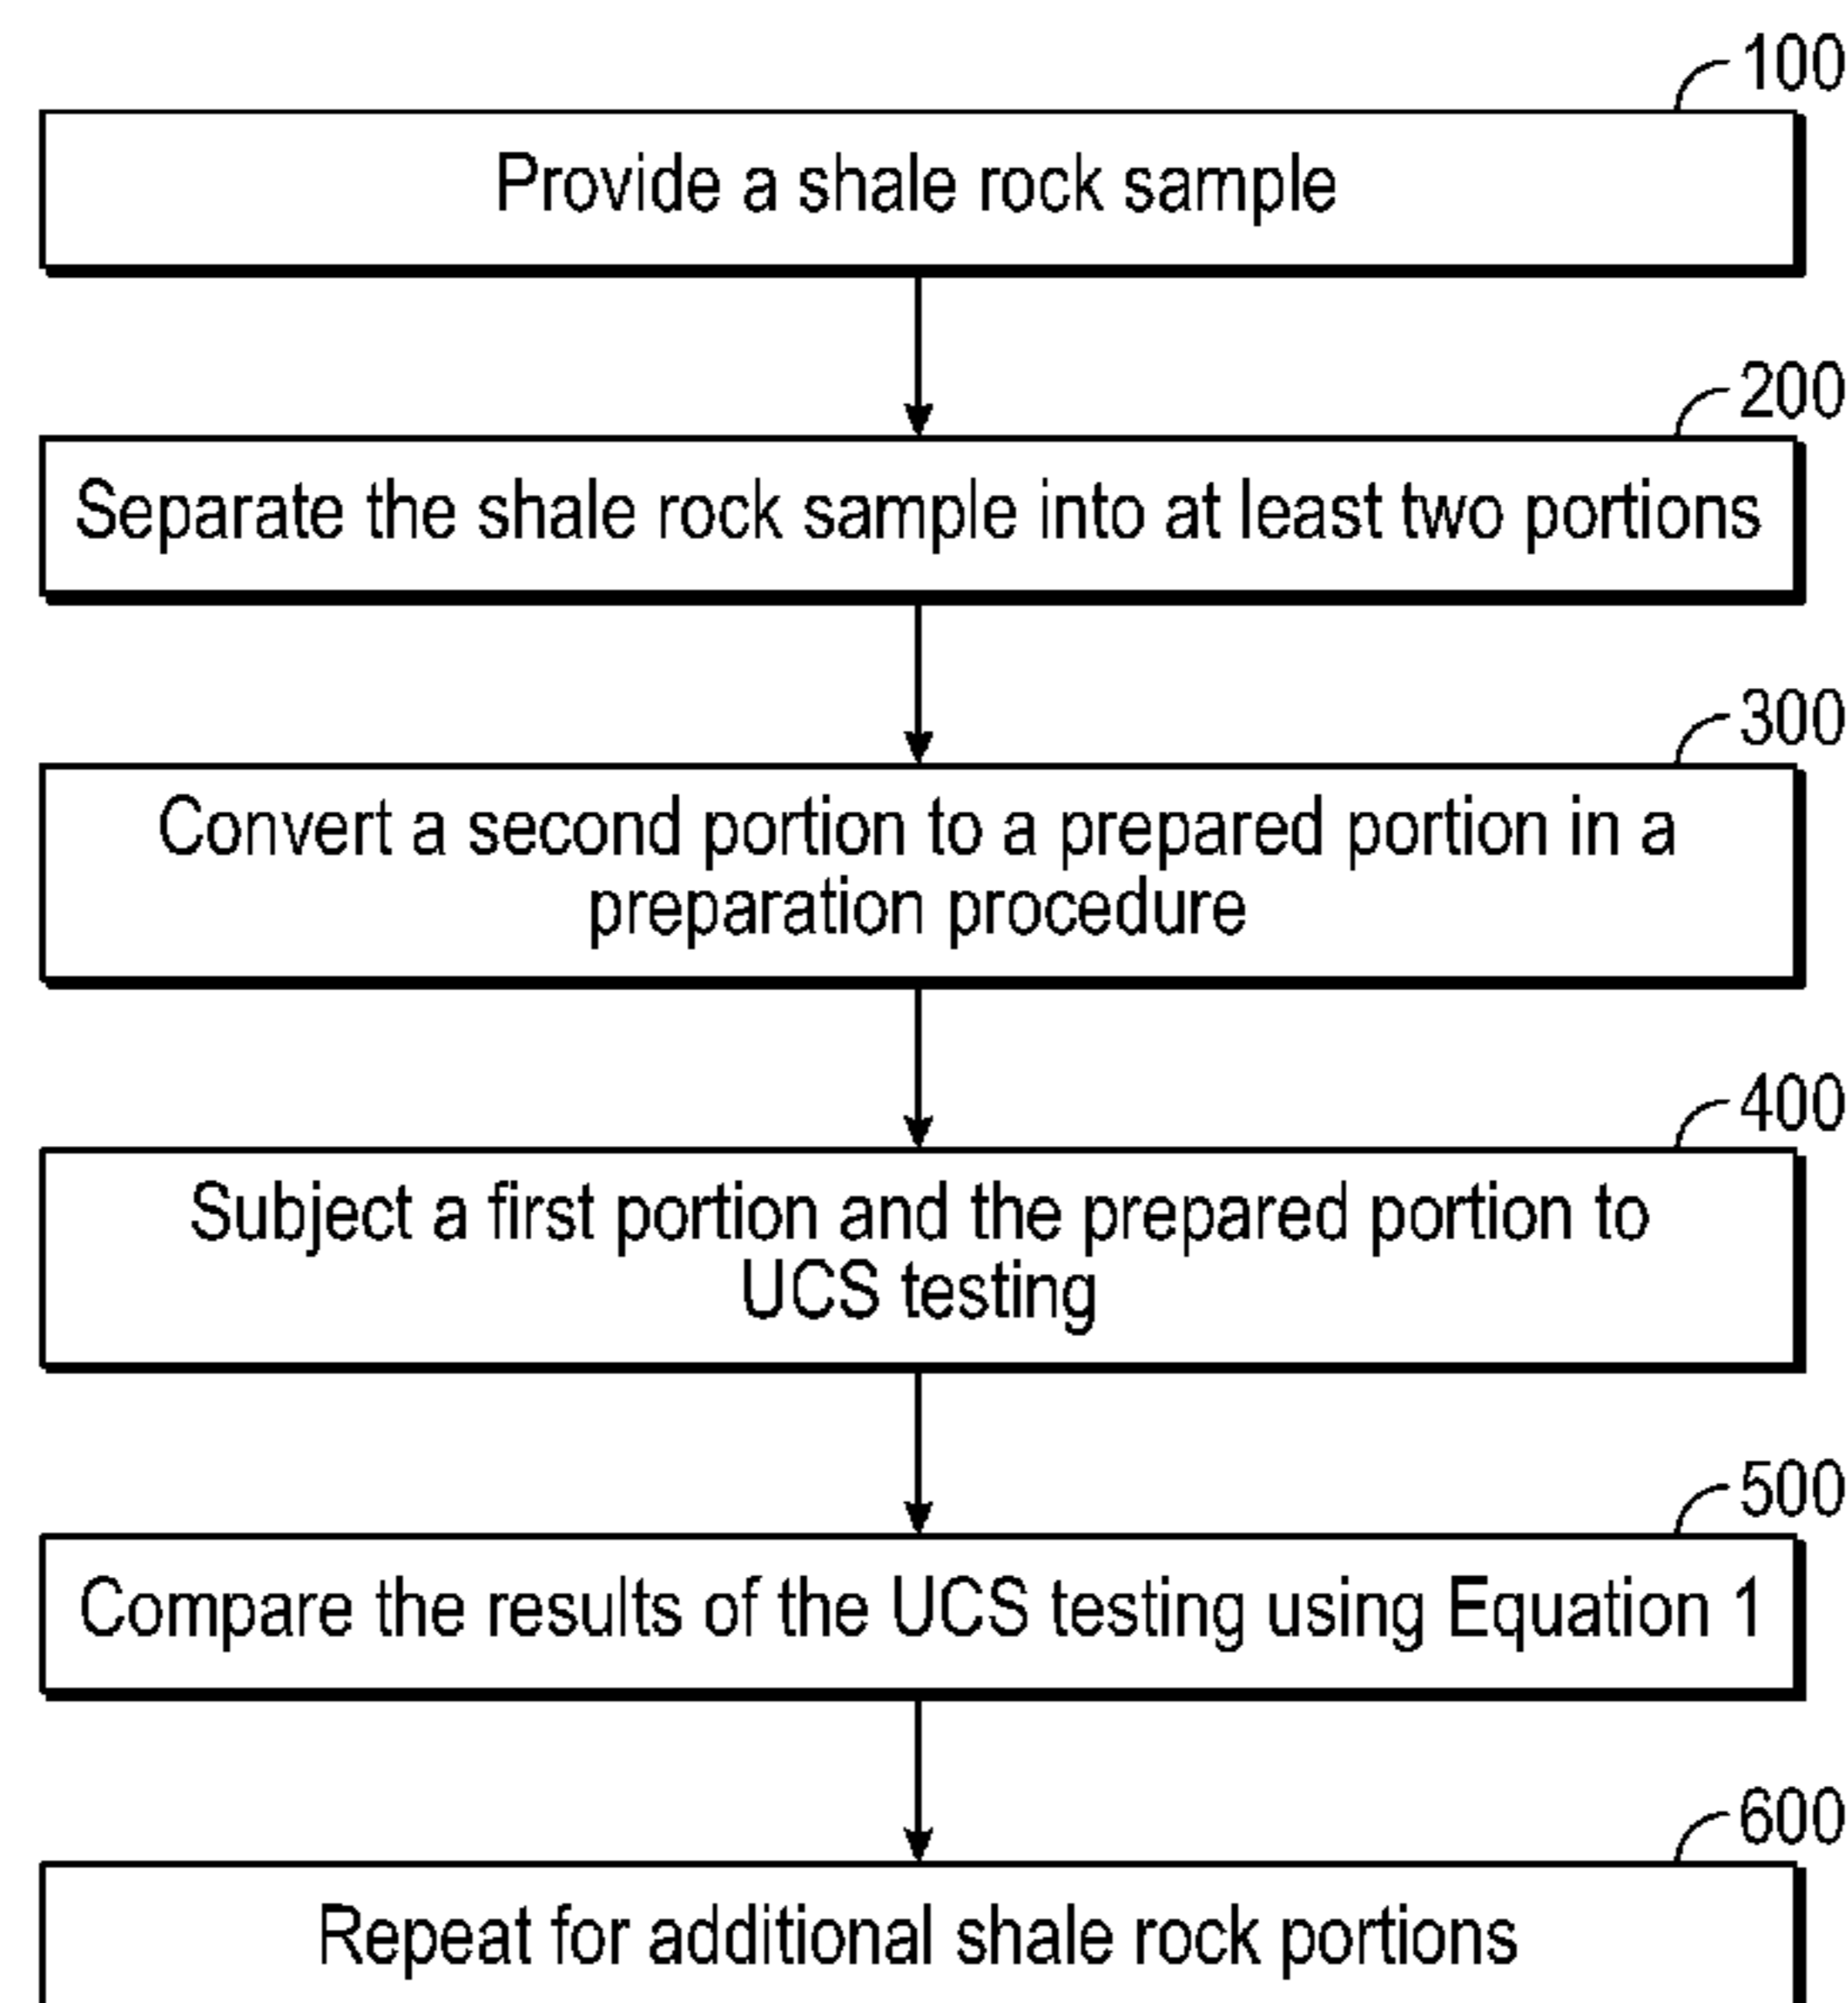 100
Provide a shale rock sample
200
Separate the shale rock sample into at least two portions
300
Convert a second portion to a prepared portion in a
preparation procedure
400
Subject a first portion and the prepared portion to
UCS testing
500
Compare the results of the UCS testing using Equation 1
600
Repeat for additional shale rock portions